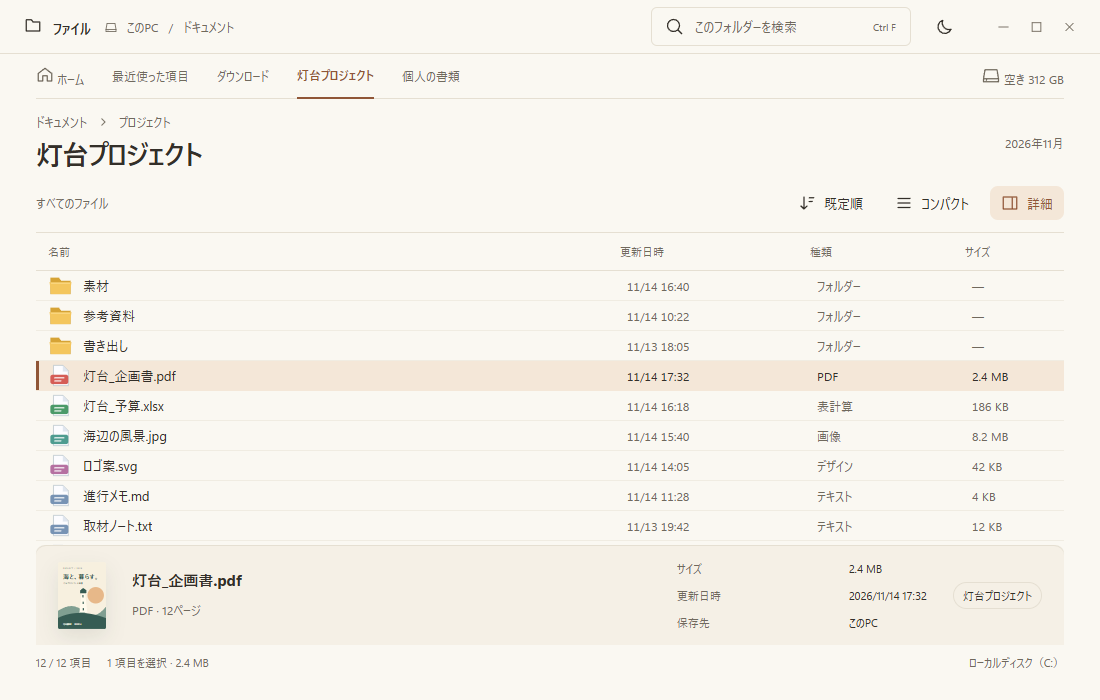 ファイル このPC / ドキュメント このフォルダーを検索 Ctrl F
ホーム 最近使った項目 ダウンロード 灯台プロジェクト 個人の書類 空き 312 GB
ドキュメント > プロジェクト
灯台プロジェクト
2026年11月
すべてのファイル 既定順 コンパクト 詳細
名前 更新日時 種類 サイズ
素材 11/14 16:40 フォルダー —
参考資料 11/14 10:22 フォルダー —
書き出し 11/13 18:05 フォルダー —
灯台_企画書.pdf 11/14 17:32 PDF 2.4 MB
灯台_予算.xlsx 11/14 16:18 表計算 186 KB
海辺の風景.jpg 11/14 15:40 画像 8.2 MB
ロゴ案.svg 11/14 14:05 デザイン 42 KB
進行メモ.md 11/14 11:28 テキスト 4 KB
取材ノート.txt 11/13 19:42 テキスト 12 KB
海と、暮らす。
灯台_企画書.pdf
PDF · 12ページ
サイズ 2.4 MB
更新日時 2026/11/14 17:32
保存先 このPC
灯台プロジェクト
12 / 12 項目 1 項目を選択 · 2.4 MB ローカルディスク (C:)